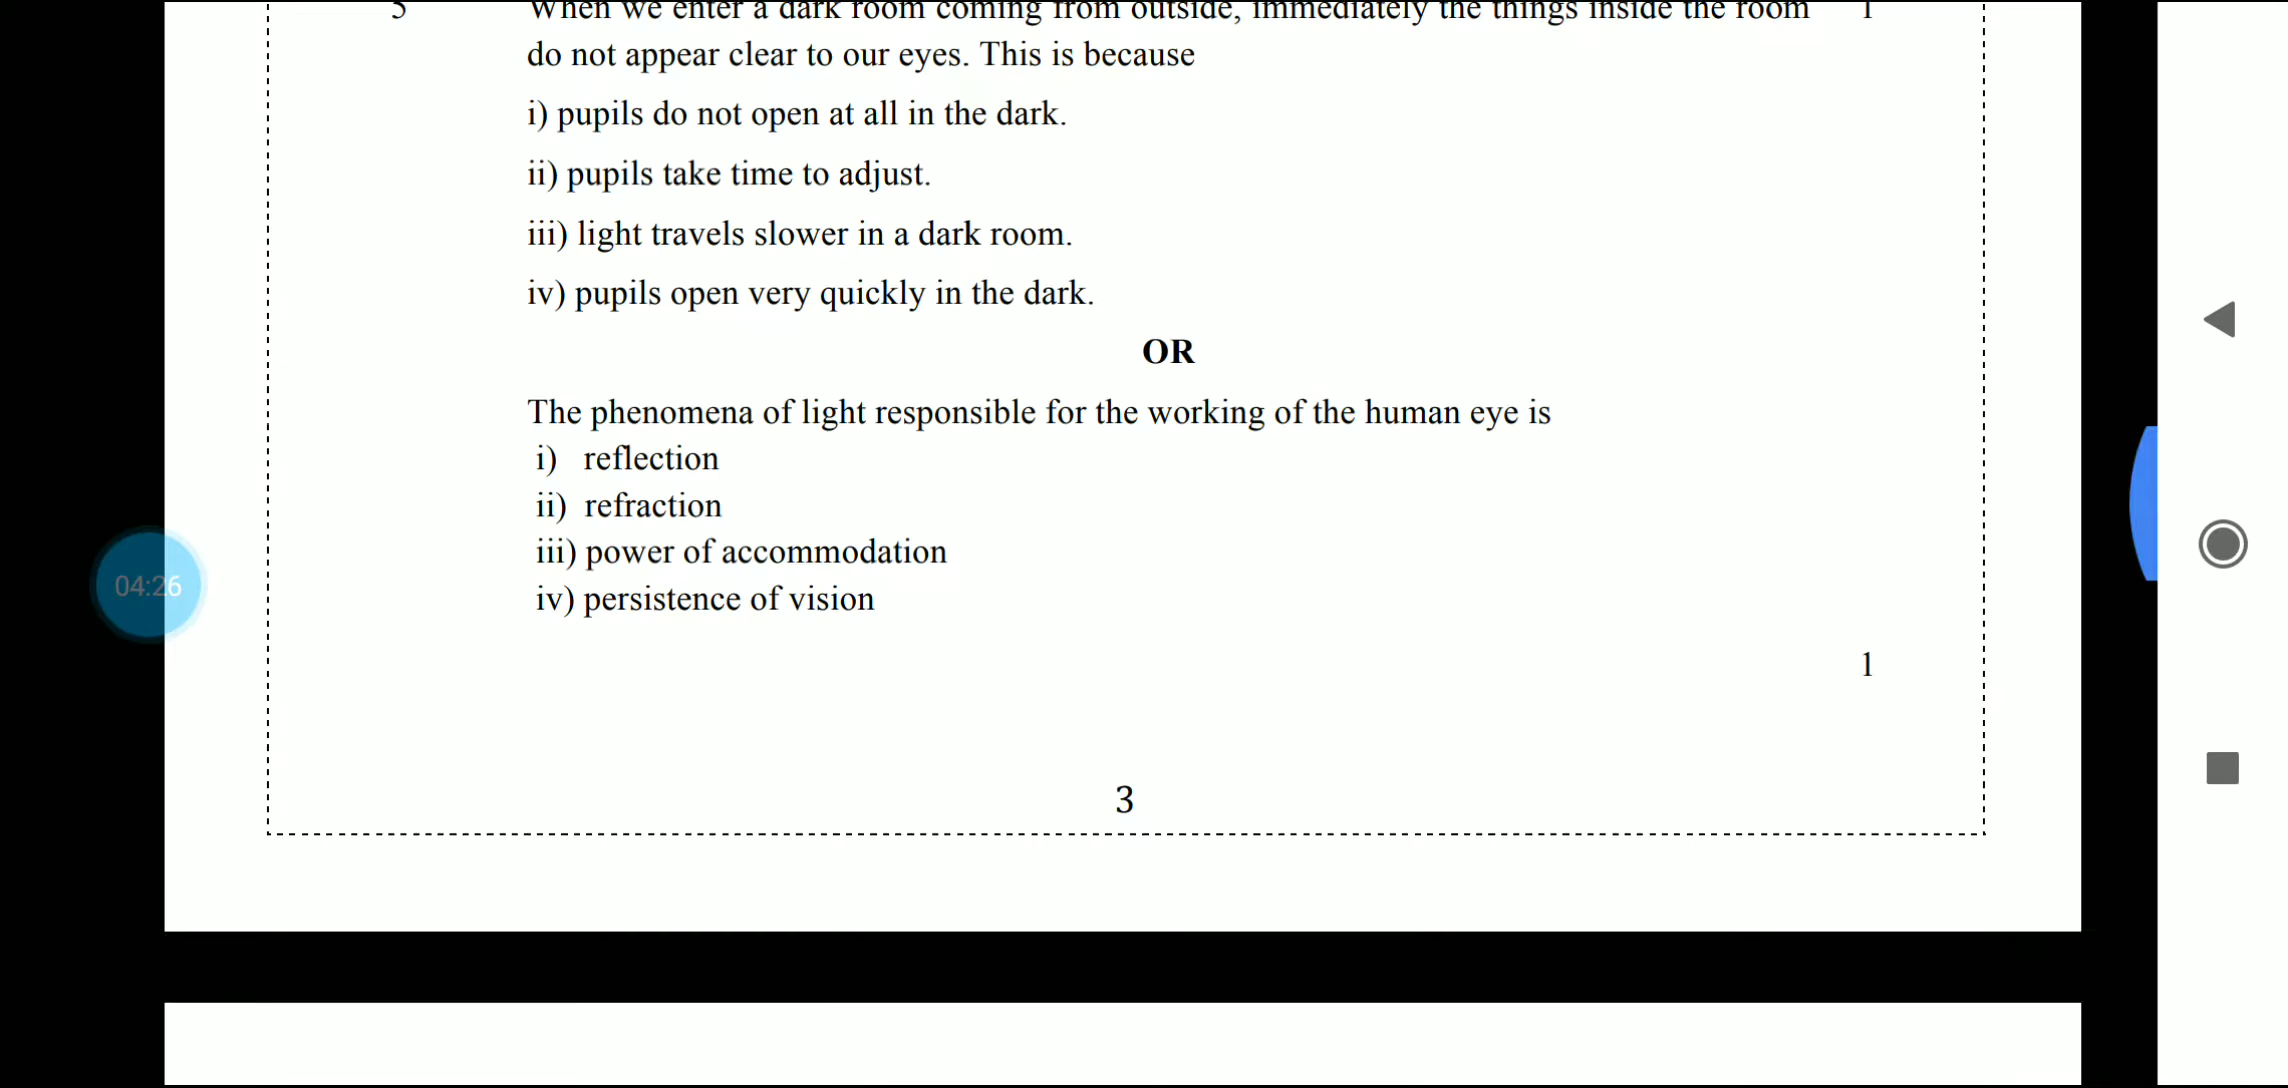 5 When we enter a dark room coming from outside, immediately the things inside the room 1
do not appear clear to our eyes. This is because
i) pupils do not open at all in the dark.
ii) pupils take time to adjust.
iii) light travels slower in a dark room.
iv) pupils open very quickly in the dark.
OR
The phenomena of light responsible for the working of the human eye is
i) reflection
ii) refraction
iii) power of accommodation
04:26
iv) persistence of vision
1
3